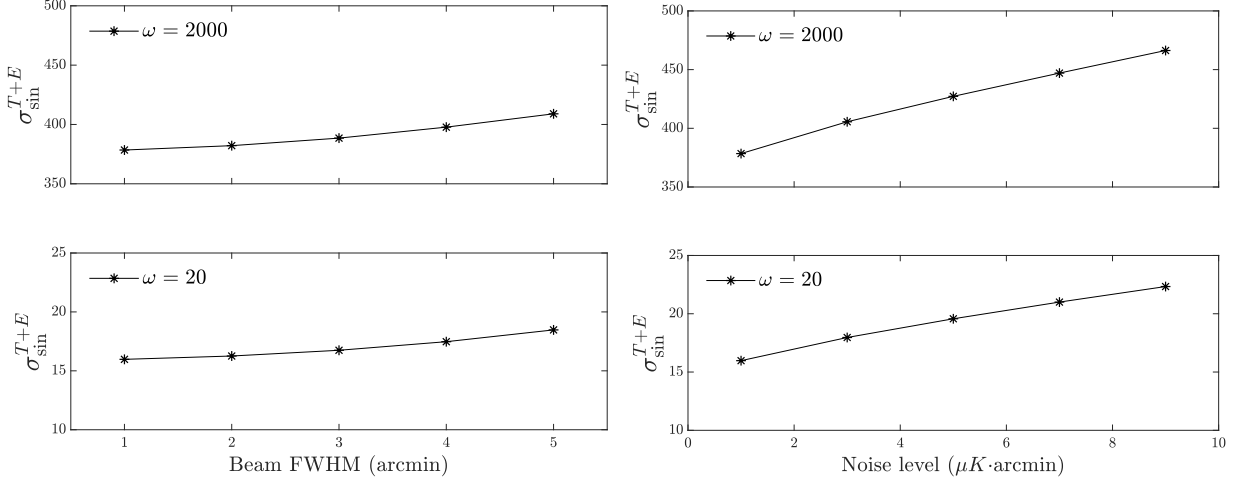 500
450
400
350
σ_sin^{T+E}
ω = 2000
500
450
400
350
σ_sin^{T+E}
ω = 2000
25
20
15
10
σ_sin^{T+E}
ω = 20
1 2 3 4 5
Beam FWHM (arcmin)
25
20
15
10
σ_sin^{T+E}
ω = 20
0 2 4 6 8 10
Noise level (μK·arcmin)